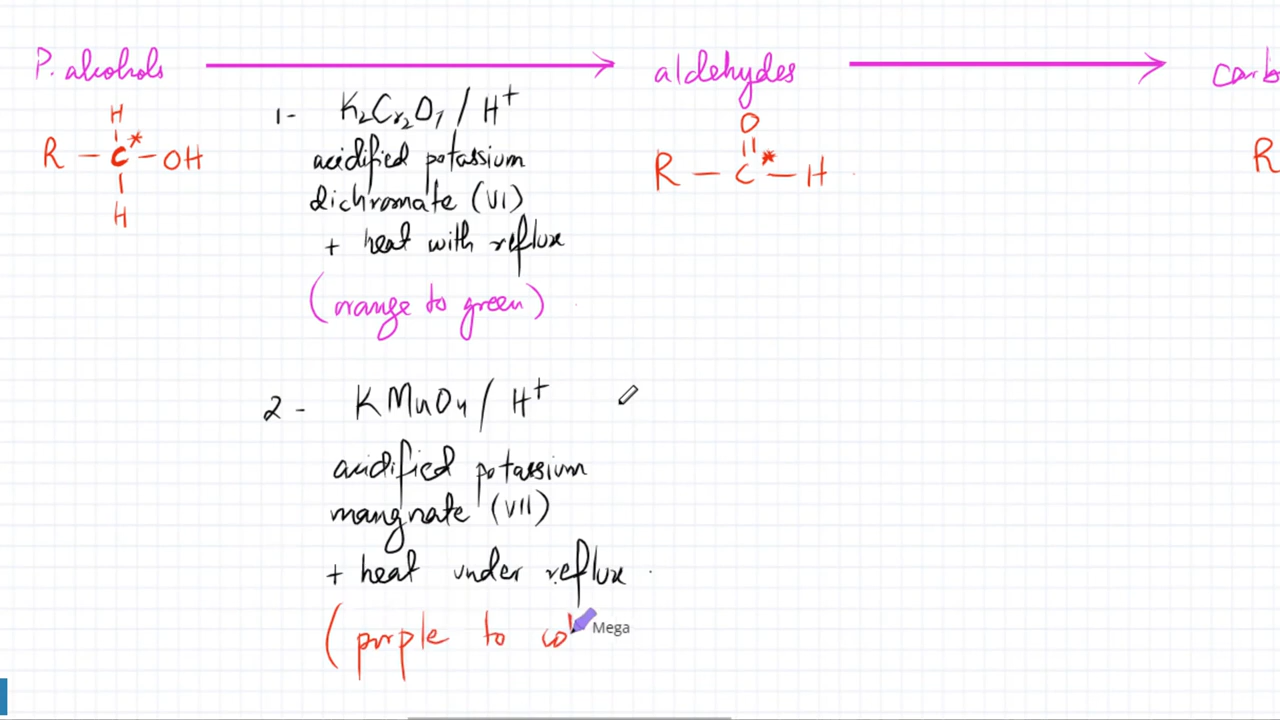 P. alcohols
aldehydes
carb
1- K₂Cr₂O₇ / H⁺
acidified potassium
dichromate (VI)
+ heat with reflux
(orange to green)
H
R – C* – OH
H
O
R – C* – H
R
2- KMnO₄ / H⁺
acidified potassium
mangnate (VII)
+ heat under reflux
(purple to col
Mega